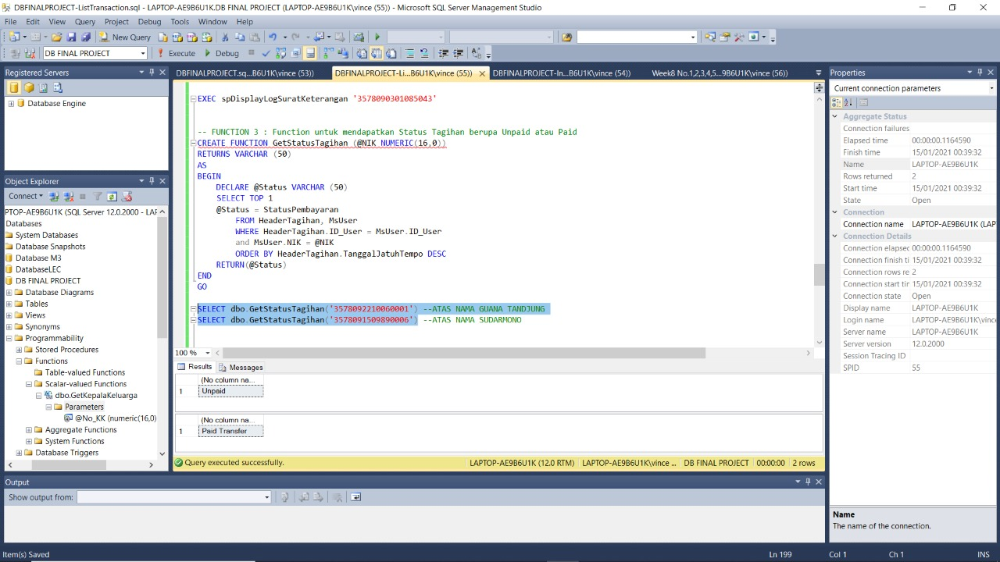 DBFINALPROJECT-ListTransaction.sql - LAPTOP-AE9B6U1K.DB FINAL PROJECT (LAPTOP-AE9B6U1K\vince (55)) - Microsoft SQL Server Management Studio
File Edit View Query Project Debug Tools Window Help
New Query
DB FINAL PROJECT Execute Debug
Registered Servers
Database Engine
Object Explorer
Connect
PTOP-AE9B6U1K (SQL Server 12.0.2000 - LAF
Databases
System Databases
Database Snapshots
Database M3
DatabaseLEC
DB FINAL PROJECT
Database Diagrams
Tables
Views
Synonyms
Programmability
Stored Procedures
Functions
Table-valued Functions
Scalar-valued Functions
dbo.GetKepalaKeluarga
Parameters
@No_KK (numeric(16,0)
Aggregate Functions
System Functions
Database Triggers
DBFINALPROJECT.sq...B6U1K\vince (53)) DBFINALPROJECT-Li...B6U1K\vince (55)) DBFINALPROJECT-In...B6U1K\vince (54)) Week8 No.1,2,3,4,5...9B6U1K\vince (56))
EXEC spDisplayLogSuratKeterangan '3578090301085043'
-- FUNCTION 3 : Function untuk mendapatkan Status Tagihan berupa Unpaid atau Paid
CREATE FUNCTION GetStatusTagihan (@NIK NUMERIC(16,0))
RETURNS VARCHAR (50)
AS
BEGIN
DECLARE @Status VARCHAR (50)
SELECT TOP 1
@Status = StatusPembayaran
FROM HeaderTagihan, MsUser
WHERE HeaderTagihan.ID_User = MsUser.ID_User
and MsUser.NIK = @NIK
ORDER BY HeaderTagihan.TanggalJatuhTempo DESC
RETURN(@Status)
END
GO
SELECT dbo.GetStatusTagihan('3578092210060001') --ATAS NAMA GUANA TANDJUNG
SELECT dbo.GetStatusTagihan('3578091509890006') --ATAS NAMA SUDARMONO
100 %
Results Messages
(No column na...
1 Unpaid
(No column na...
1 Paid Transfer
Query executed successfully. LAPTOP-AE9B6U1K (12.0 RTM) LAPTOP-AE9B6U1K\vince ... DB FINAL PROJECT 00:00:00 2 rows
Properties
Current connection parameters
Aggregate Status
Connection failures
Elapsed time 00:00:00.1164590
Finish time 15/01/2021 00:39:32
Name LAPTOP-AE9B6U1K
Rows returned 2
Start time 15/01/2021 00:39:32
State Open
Connection
Connection name LAPTOP-AE9B6U1K (LAP
Connection Details
Connection elapsec 00:00:00.1164590
Connection finish ti 15/01/2021 00:39:32
Connection rows re 2
Connection start tir 15/01/2021 00:39:32
Connection state Open
Display name LAPTOP-AE9B6U1K
Login name LAPTOP-AE9B6U1K\vinc
Server name LAPTOP-AE9B6U1K
Server version 12.0.2000
Session Tracing ID
SPID 55
Name
The name of the connection.
Output
Show output from:
Item(s) Saved Ln 199 Col 1 Ch 1 INS